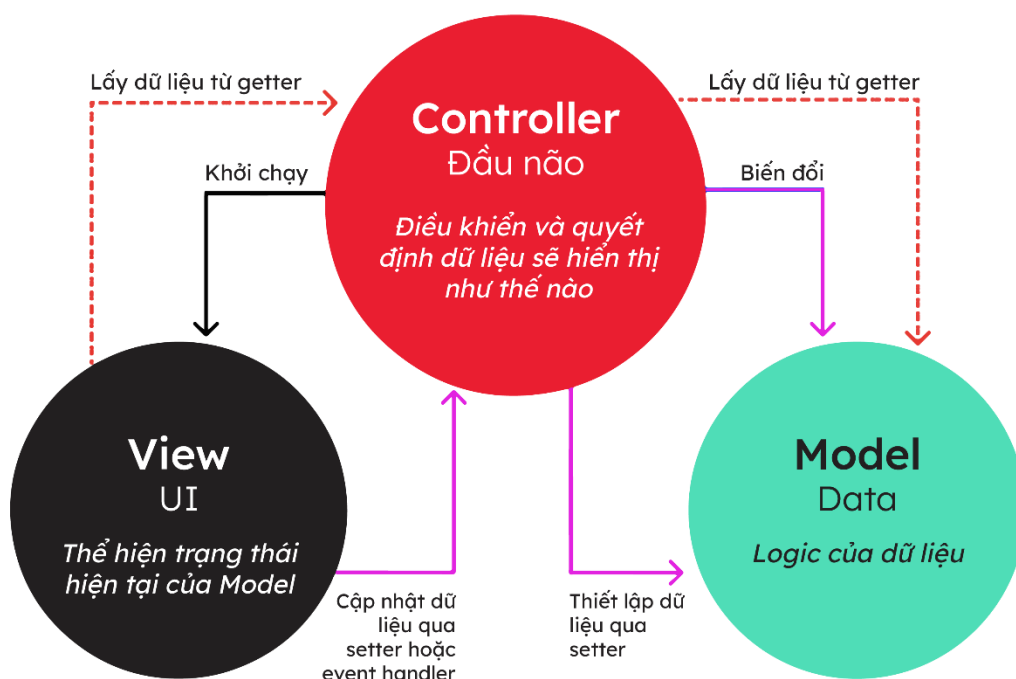 Lấy dữ liệu từ getter
Lấy dữ liệu từ getter
Controller
Đầu não
Khởi chạy
Biến đổi
Điều khiển và quyết
định dữ liệu sẽ hiển thị
như thế nào
View
UI
Thể hiện trạng thái
hiện tại của Model
Model
Data
Logic của dữ liệu
Cập nhật dữ
liệu qua
setter hoặc
event handler
Thiết lập dữ
liệu qua
setter